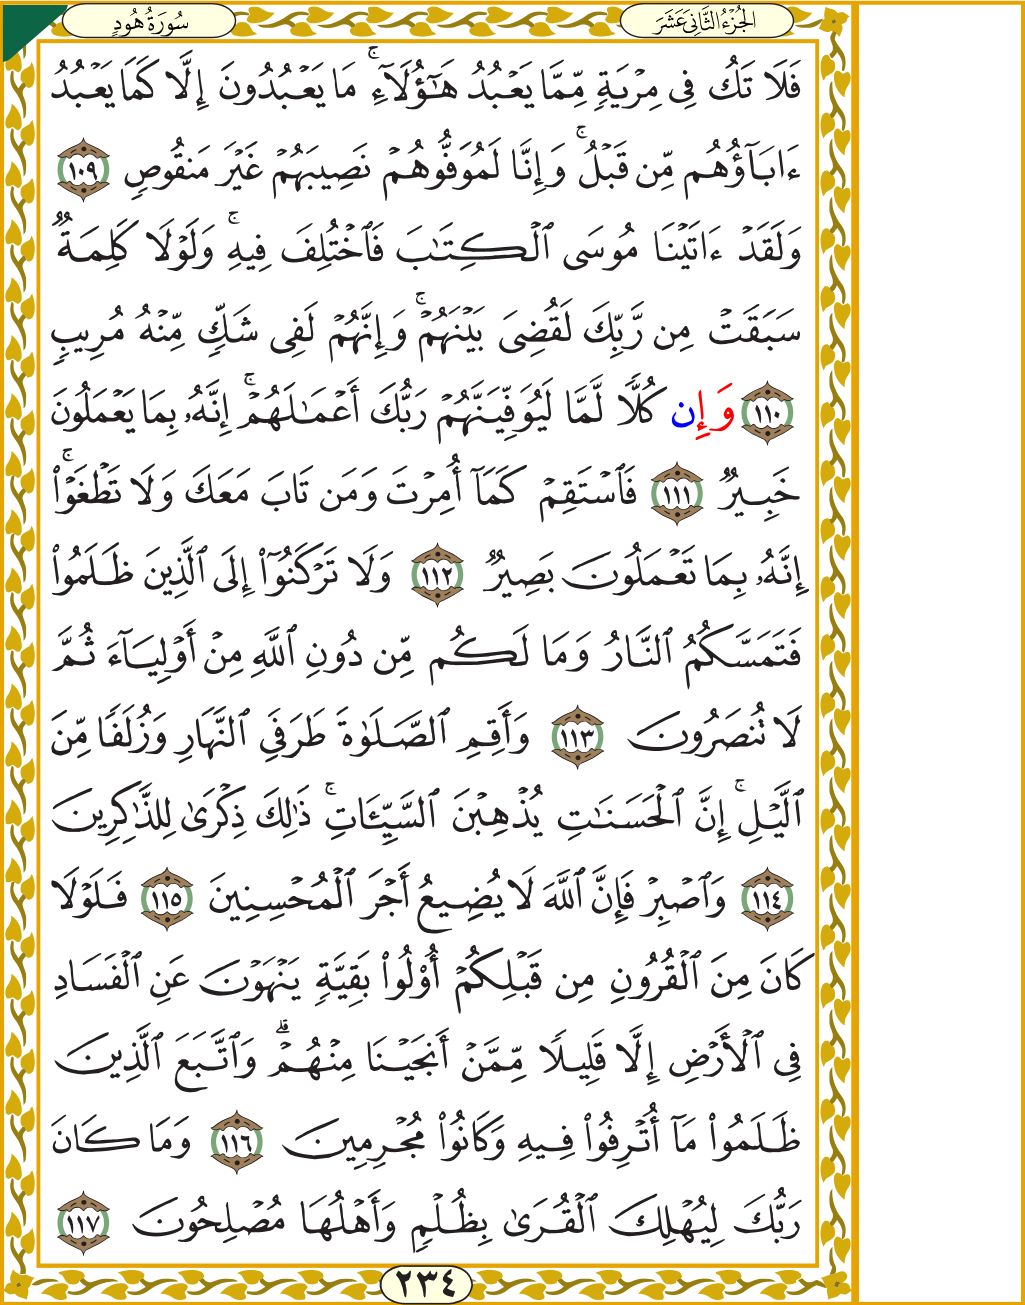 الجُزْءُ الثَّانِيَ عَشَرَ
سُورَةُ هُودٍ
فَلَا تَكُ فِى مِرْيَةٍ مِّمَّا يَعْبُدُ هَٰٓؤُلَآءِ ۚ مَا يَعْبُدُونَ إِلَّا كَمَا يَعْبُدُ
ءَابَآؤُهُم مِّن قَبْلُ ۚ وَإِنَّا لَمُوَفُّوهُمْ نَصِيبَهُمْ غَيْرَ مَنقُوصٍ ١٠٩
وَلَقَدْ ءَاتَيْنَا مُوسَى ٱلْكِتَٰبَ فَٱخْتُلِفَ فِيهِ ۚ وَلَوْلَا كَلِمَةٌ
سَبَقَتْ مِن رَّبِّكَ لَقُضِىَ بَيْنَهُمْ ۚ وَإِنَّهُمْ لَفِى شَكٍّ مِّنْهُ مُرِيبٍ
١١٠ وَإِن كُلًّا لَّمَّا لَيُوَفِّيَنَّهُمْ رَبُّكَ أَعْمَٰلَهُمْ ۚ إِنَّهُۥ بِمَا يَعْمَلُونَ
خَبِيرٌ ١١١ فَٱسْتَقِمْ كَمَآ أُمِرْتَ وَمَن تَابَ مَعَكَ وَلَا تَطْغَوْا۟ ۚ
إِنَّهُۥ بِمَا تَعْمَلُونَ بَصِيرٌ ١١٢ وَلَا تَرْكَنُوٓا۟ إِلَى ٱلَّذِينَ ظَلَمُوا۟
فَتَمَسَّكُمُ ٱلنَّارُ وَمَا لَكُم مِّن دُونِ ٱللَّهِ مِنْ أَوْلِيَآءَ ثُمَّ
لَا تُنصَرُونَ ١١٣ وَأَقِمِ ٱلصَّلَوٰةَ طَرَفَىِ ٱلنَّهَارِ وَزُلَفًا مِّنَ
ٱلَّيْلِ ۚ إِنَّ ٱلْحَسَنَٰتِ يُذْهِبْنَ ٱلسَّيِّـَٔاتِ ۚ ذَٰلِكَ ذِكْرَىٰ لِلذَّٰكِرِينَ
١١٤ وَٱصْبِرْ فَإِنَّ ٱللَّهَ لَا يُضِيعُ أَجْرَ ٱلْمُحْسِنِينَ ١١٥ فَلَوْلَا
كَانَ مِنَ ٱلْقُرُونِ مِن قَبْلِكُمْ أُو۟لُوا۟ بَقِيَّةٍ يَنْهَوْنَ عَنِ ٱلْفَسَادِ
فِى ٱلْأَرْضِ إِلَّا قَلِيلًا مِّمَّنْ أَنجَيْنَا مِنْهُمْ ۗ وَٱتَّبَعَ ٱلَّذِينَ
ظَلَمُوا۟ مَآ أُتْرِفُوا۟ فِيهِ وَكَانُوا۟ مُجْرِمِينَ ١١٦ وَمَا كَانَ
رَبُّكَ لِيُهْلِكَ ٱلْقُرَىٰ بِظُلْمٍ وَأَهْلُهَا مُصْلِحُونَ ١١٧
٢٣٤